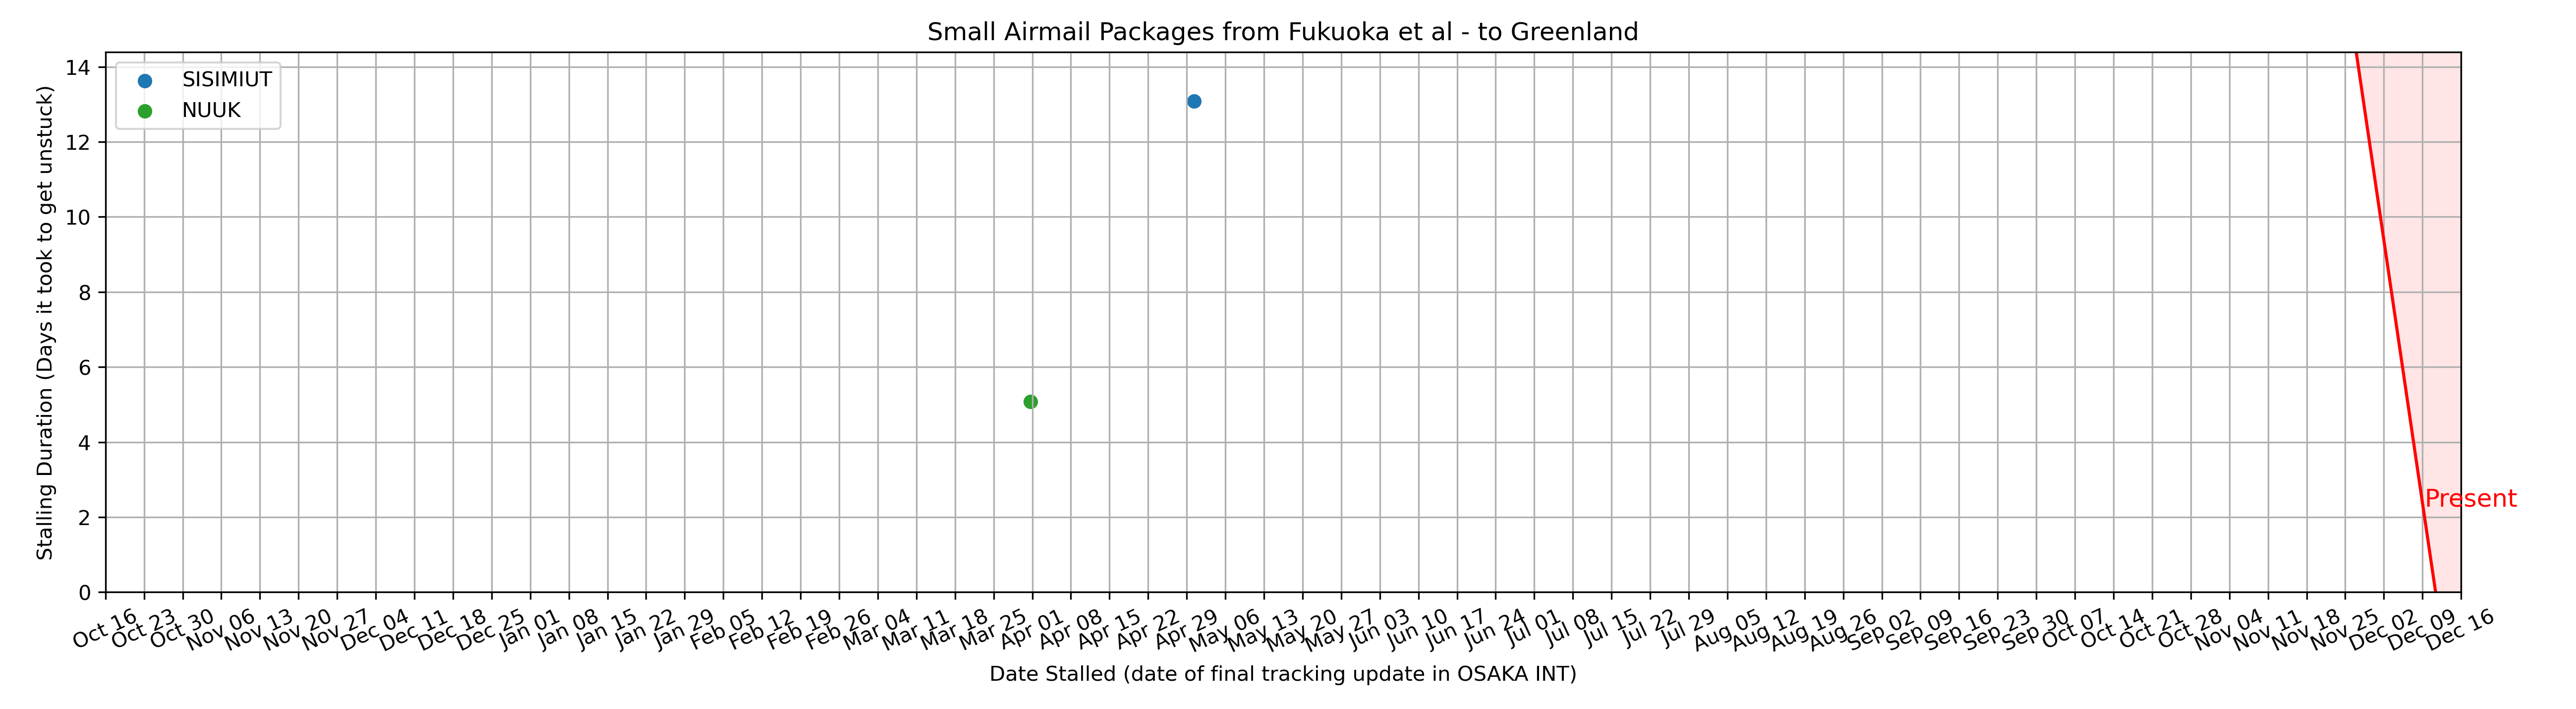 Small Airmail Packages from Fukuoka et al - to Greenland
Stalling Duration (Days it took to get unstuck)
14
12
10
8
6
4
2
0
SISIMIUT
NUUK
Present
Oct 16
Oct 23
Oct 30
Nov 06
Nov 13
Nov 20
Nov 27
Dec 04
Dec 11
Dec 18
Dec 25
Jan 01
Jan 08
Jan 15
Jan 22
Jan 29
Feb 05
Feb 12
Feb 19
Feb 26
Mar 04
Mar 11
Mar 18
Mar 25
Apr 01
Apr 08
Apr 15
Apr 22
Apr 29
May 06
May 13
May 20
May 27
Jun 03
Jun 10
Jun 17
Jun 24
Jul 01
Jul 08
Jul 15
Jul 22
Jul 29
Aug 05
Aug 12
Aug 19
Aug 26
Sep 02
Sep 09
Sep 16
Sep 23
Sep 30
Oct 07
Oct 14
Oct 21
Oct 28
Nov 04
Nov 11
Nov 18
Nov 25
Dec 02
Dec 09
Dec 16
Date Stalled (date of final tracking update in OSAKA INT)